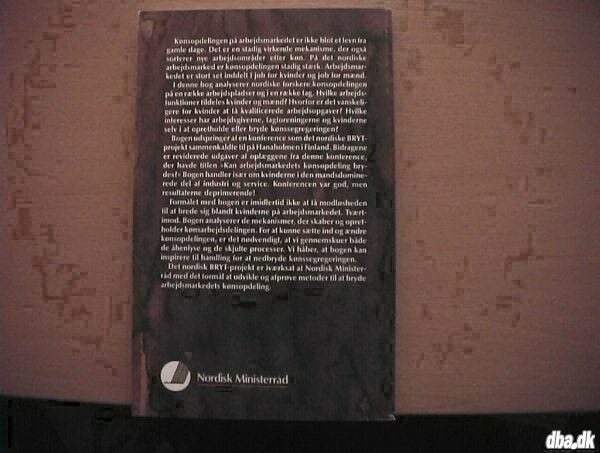 Kønsopdelingen på arbejdsmarkedet er ikke blot et levn fra
gamle dage. Det er en stadig virkende mekanisme, der også
sorterer nye arbejdsområder efter køn. På det nordiske
arbejdsmarked er kønsopdelingen stadig stærk. Arbejdsmar-
kedet er stort set inddelt i job for kvinder og job for mænd.
I denne bog analyserer nordiske forskere kønsopdelingen
på en række arbejdspladser og i en række fag. Hvilke arbejds-
funktioner tildeles kvinder og mænd? Hvorfor er det vanskeli-
gere for kvinder at få kvalificerede arbejdsopgaver? Hvilke
interesser har arbejdsgiverne, fagforeningerne og kvinderne
selv i at opretholde eller bryde kønssegregeringen?
Bogen udspringer af en konference som det nordiske BRYT-
projekt sammenkaldte til på Hanaholmen i Finland. Bidragene
er reviderede udgaver af oplæggene fra denne konference,
der havde titlen »Kan arbejdsmarkedets kønsopdeling bry-
des?« Bogen handler især om kvinderne i den mandsdomine-
rede del af industri og service. Konferencen var god, men
resultaterne deprimerende!
Formålet med bogen er imidlertid ikke at få modløsheden
til at brede sig blandt kvinderne på arbejdsmarkedet. Tvært-
imod. Bogen analyserer de mekanismer, der skaber og opret-
holder kønsarbejdsdelingen. For at kunne sætte ind og ændre
kønsopdelingen, er det nødvendigt, at vi gennemskuer både
de åbenlyse og de skjulte processer. Vi håber, at bogen kan
inspirere til handling for at nedbryde kønssegregeringen.
Det nordisk BRYT-projekt er iværksat af Nordisk Minister-
råd med det formål at udvikle og afprøve metoder til at bryde
arbejdsmarkedets kønsopdeling.
Nordisk Ministerråd
dba.dk